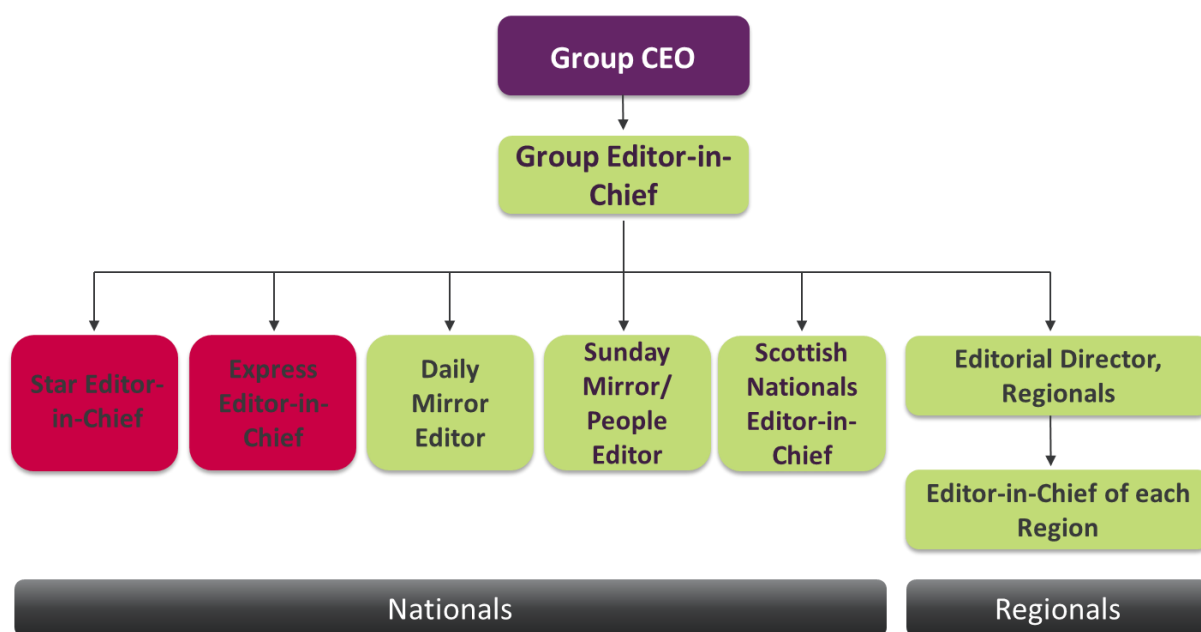 Group CEO
Group Editor-in-
Chief
Star Editor-
in-Chief
Express
Editor-in-
Chief
Daily
Mirror
Editor
Sunday
Mirror/
People
Editor
Scottish
Nationals
Editor-in-
Chief
Editorial Director,
Regionals
Editor-in-Chief of each
Region
Nationals
Regionals